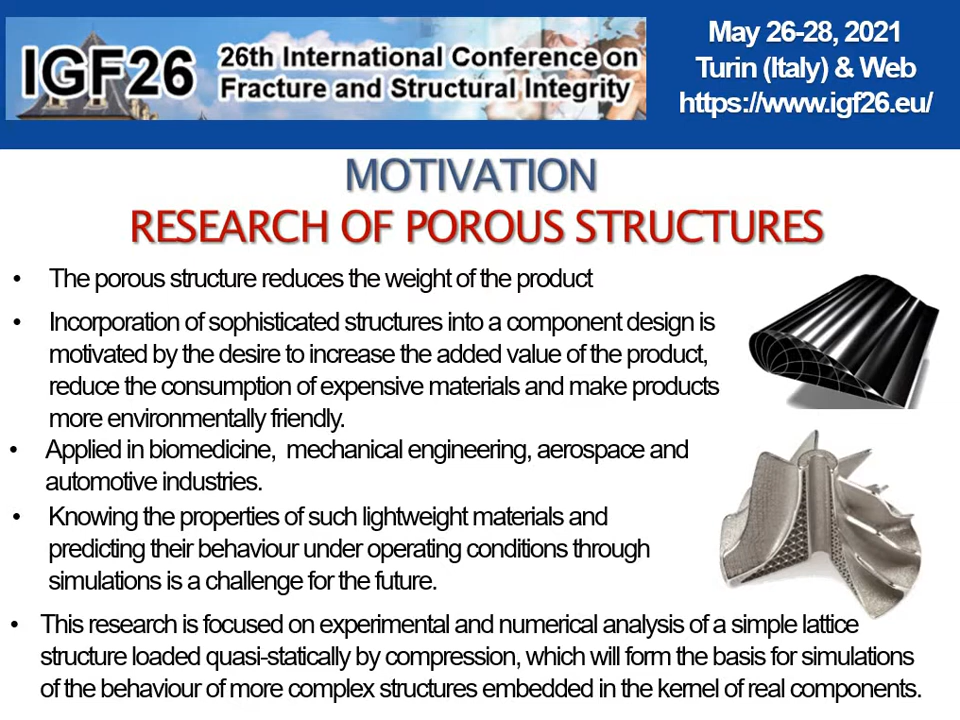 IGF26
26th International Conference on
Fracture and Structural Integrity
May 26-28, 2021
Turin (Italy) & Web
https://www.igf26.eu/
MOTIVATION
RESEARCH OF POROUS STRUCTURES
• The porous structure reduces the weight of the product
• Incorporation of sophisticated structures into a component design is
motivated by the desire to increase the added value of the product,
reduce the consumption of expensive materials and make products
more environmentally friendly.
• Applied in biomedicine, mechanical engineering, aerospace and
automotive industries.
• Knowing the properties of such lightweight materials and
predicting their behaviour under operating conditions through
simulations is a challenge for the future.
• This research is focused on experimental and numerical analysis of a simple lattice
structure loaded quasi-statically by compression, which will form the basis for simulations
of the behaviour of more complex structures embedded in the kernel of real components.